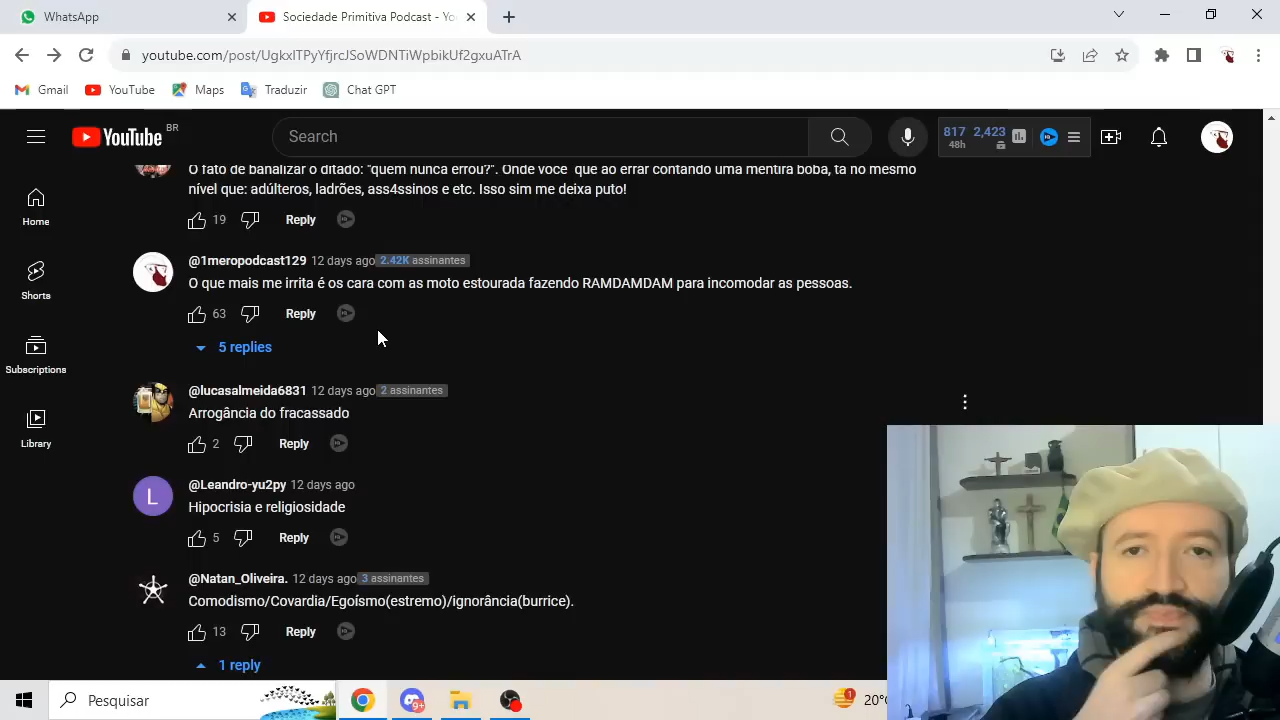 WhatsApp
Sociedade Primitiva Podcast - Yo
youtube.com/post/UgkxlTPyYfjrcJSoWDNTiWpbikUf2gxuATrA
Gmail
YouTube
Maps
Traduzir
Chat GPT
YouTube BR
Search
817 2,423
48h
O fato de banalizar o ditado: "quem nunca errou?". Onde você que ao errar contando uma mentira boba, ta no mesmo
nível que: adúlteros, ladrões, ass4ssinos e etc. Isso sim me deixa puto!
19 Reply
Home
@1meropodcast129 12 days ago 2.42K assinantes
O que mais me irrita é os cara com as moto estourada fazendo RAMDAMDAM para incomodar as pessoas.
63 Reply
Shorts
5 replies
Subscriptions
@lucasalmeida6831 12 days ago 2 assinantes
Arrogância do fracassado
2 Reply
Library
@Leandro-yu2py 12 days ago
L
Hipocrisia e religiosidade
5 Reply
@Natan_Oliveira. 12 days ago 3 assinantes
Comodismo/Covardia/Egoísmo(estremo)/ignorância(burrice).
13 Reply
1 reply
Pesquisar
9+
1
20°